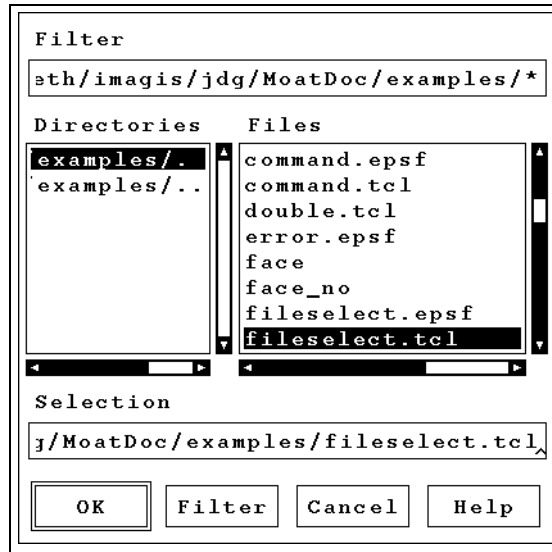 Filter
eth/imagis/jdg/MoatDoc/examples/*
Directories
Files
examples/.
examples/..
command.epsf
command.tcl
double.tcl
error.epsf
face
face_no
fileselect.epsf
fileselect.tcl
Selection
g/MoatDoc/examples/fileselect.tcl
OK
Filter
Cancel
Help